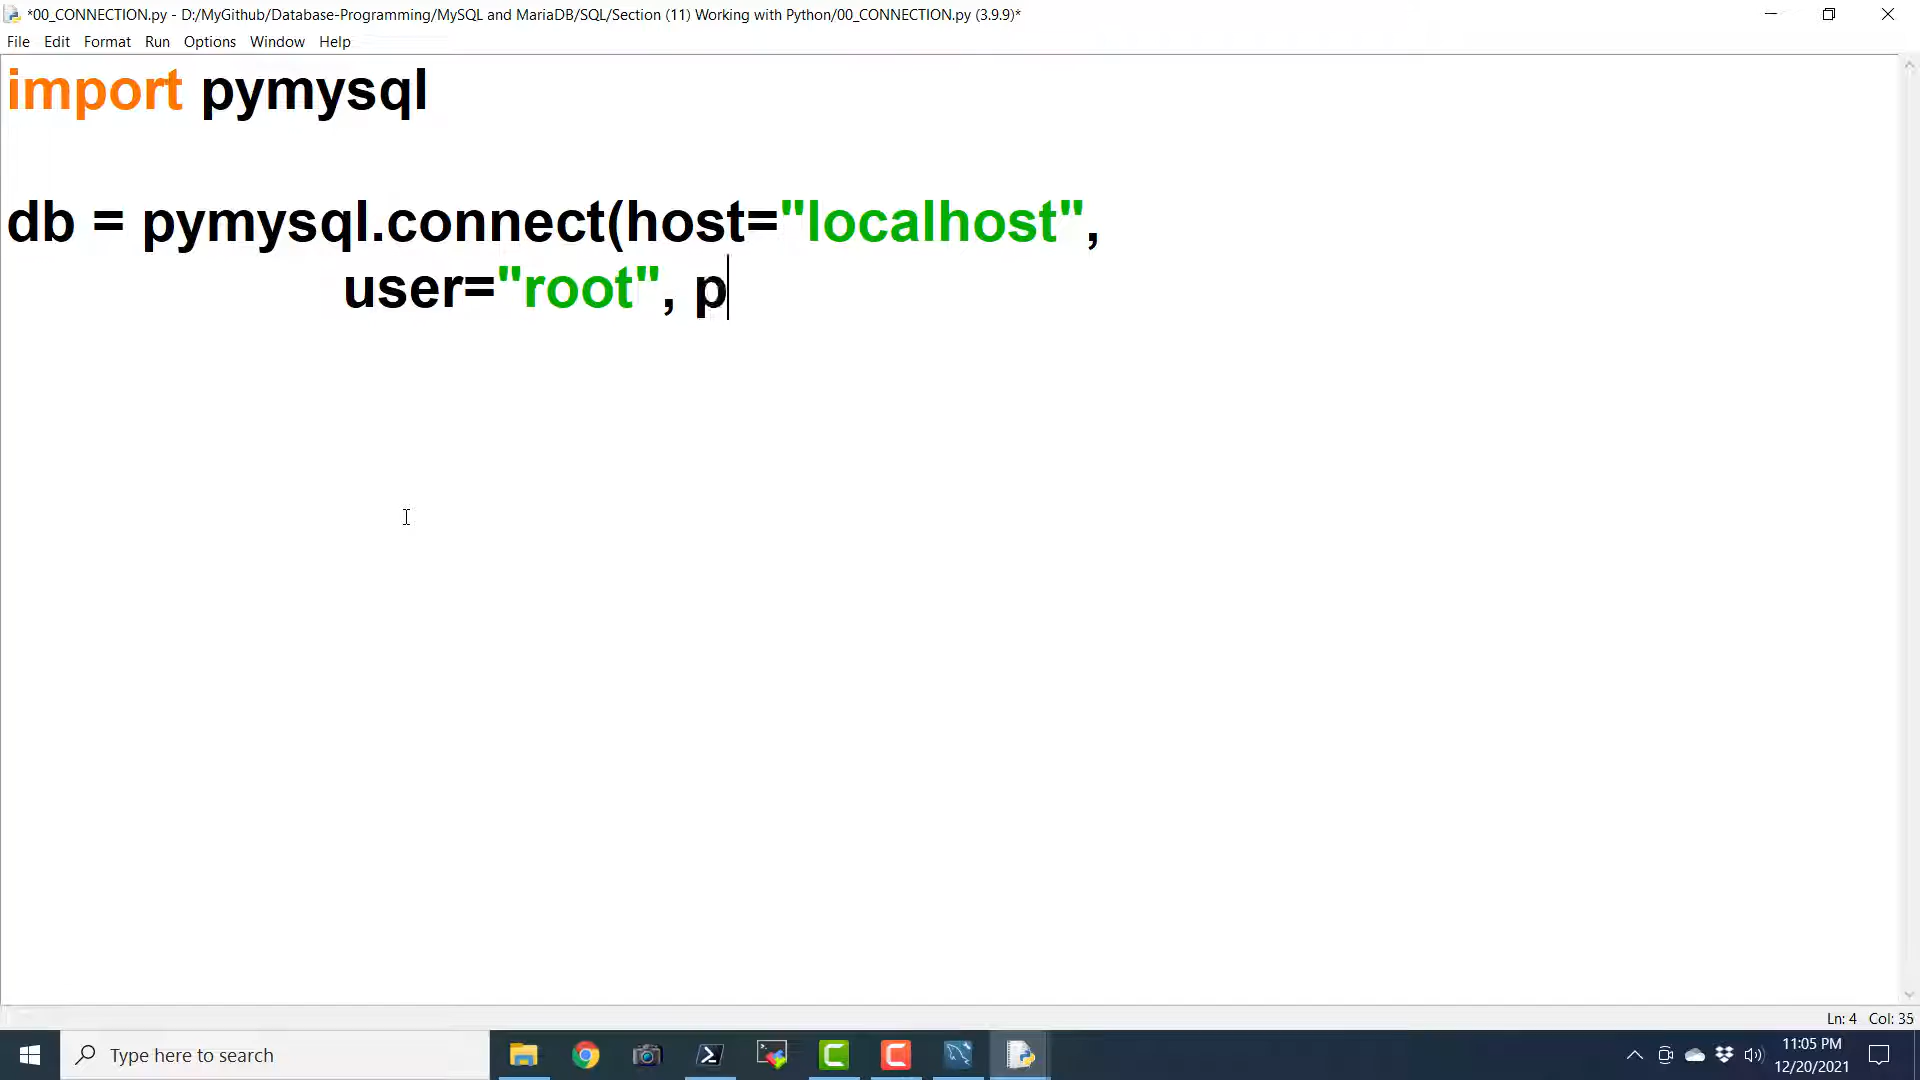 *00_CONNECTION.py - D:/MyGithub/Database-Programming/MySQL and MariaDB/SQL/Section (11) Working with Python/00_CONNECTION.py (3.9.9)*
File Edit Format Run Options Window Help
import pymysql
db = pymysql.connect(host="localhost",
user="root", p
Ln: 4 Col: 35
Type here to search
11:05 PM
12/20/2021